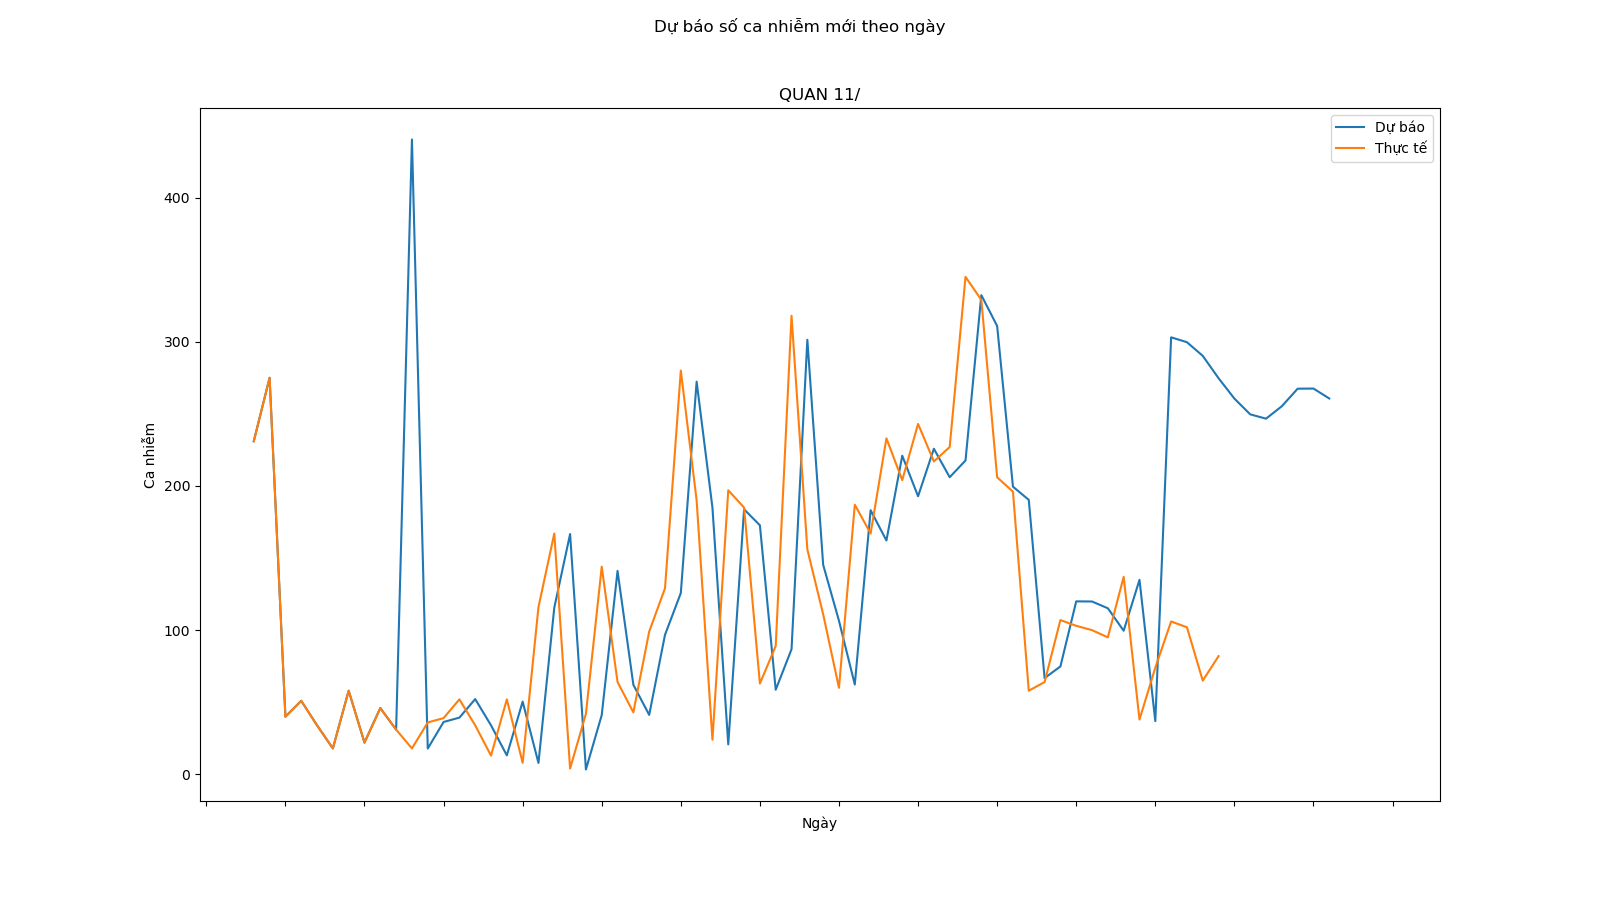 Dự báo số ca nhiễm mới theo ngày
QUAN 11/
Dự báo
Thực tế
400
300
200
100
0
Ca nhiễm
Ngày